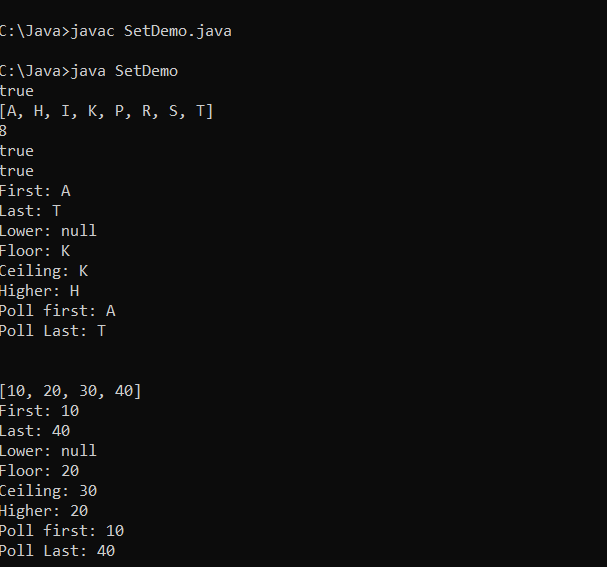 C:\Java>javac SetDemo.java
C:\Java>java SetDemo
true
[A, H, I, K, P, R, S, T]
8
true
true
First: A
Last: T
Lower: null
Floor: K
Ceiling: K
Higher: H
Poll first: A
Poll Last: T
[10, 20, 30, 40]
First: 10
Last: 40
Lower: null
Floor: 20
Ceiling: 30
Higher: 20
Poll first: 10
Poll Last: 40